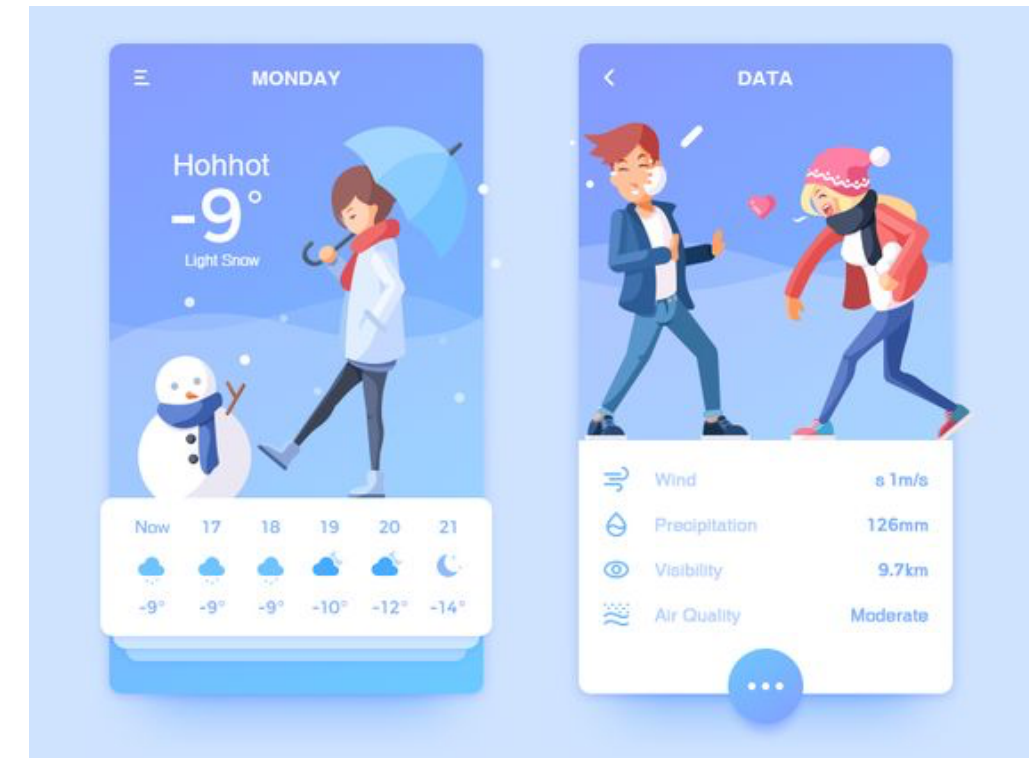 MONDAY
Hohhot
-9°
Light Snow
Now 17 18 19 20 21
-9° -9° -9° -10° -12° -14°
DATA
Wind s 1m/s
Precipitation 126mm
Visibility 9.7km
Air Quality Moderate